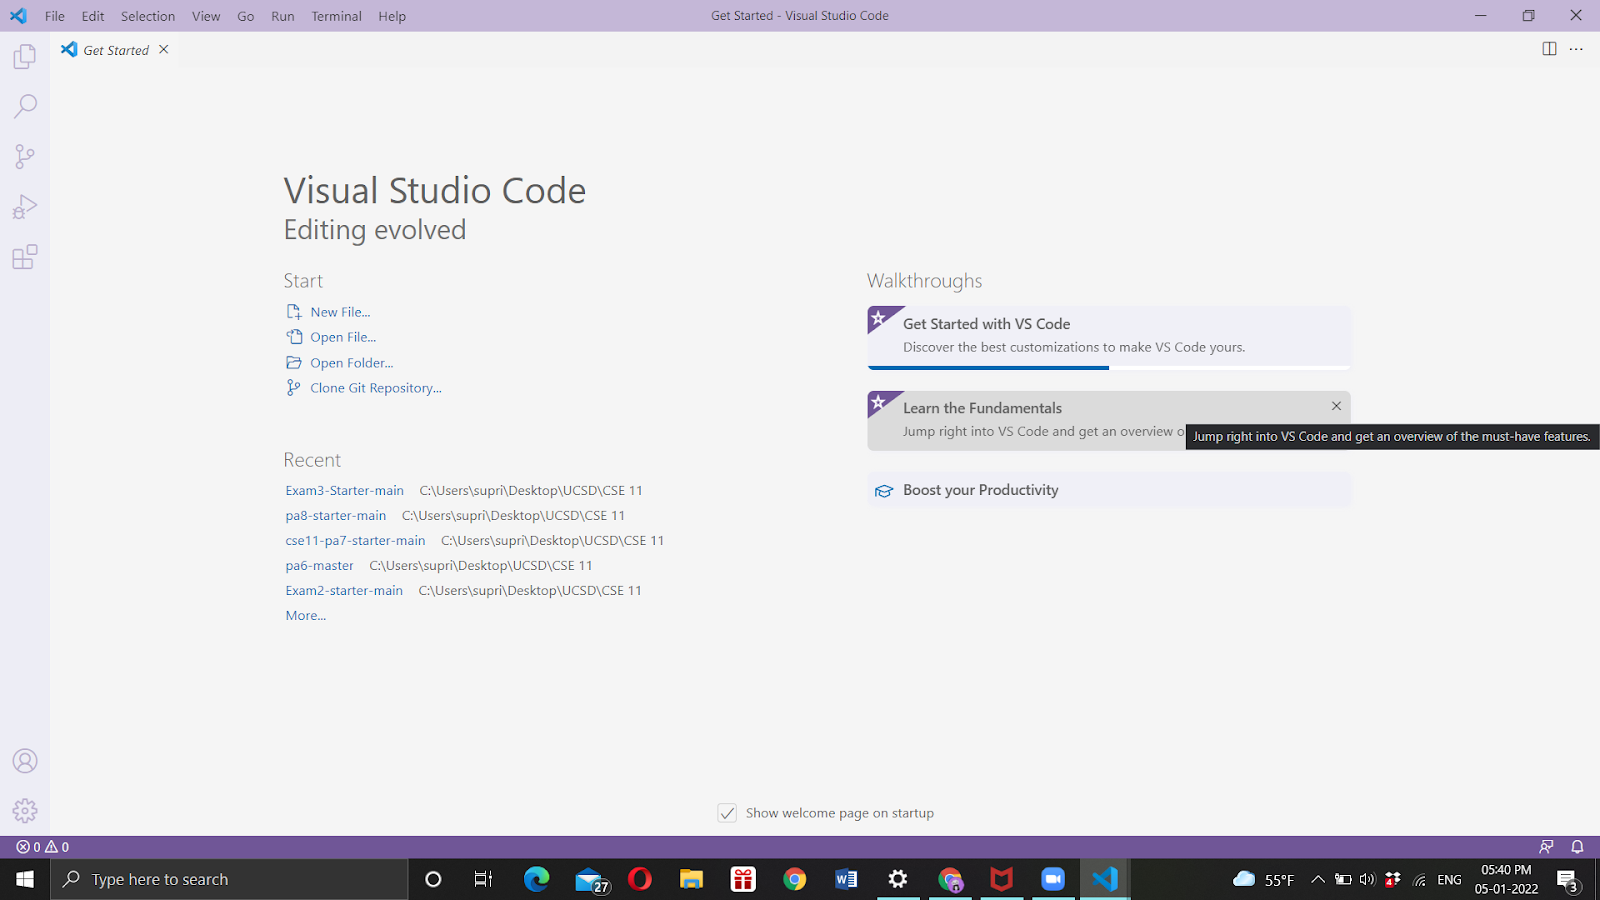 File Edit Selection View Go Run Terminal Help Get Started - Visual Studio Code
Get Started
Visual Studio Code
Editing evolved
Start
New File...
Open File...
Open Folder...
Clone Git Repository...
Recent
Exam3-Starter-main C:\Users\supri\Desktop\UCSD\CSE 11
pa8-starter-main C:\Users\supri\Desktop\UCSD\CSE 11
cse11-pa7-starter-main C:\Users\supri\Desktop\UCSD\CSE 11
pa6-master C:\Users\supri\Desktop\UCSD\CSE 11
Exam2-starter-main C:\Users\supri\Desktop\UCSD\CSE 11
More...
Walkthroughs
Get Started with VS Code
Discover the best customizations to make VS Code yours.
Learn the Fundamentals
Jump right into VS Code and get an overview o
Jump right into VS Code and get an overview of the must-have features.
Boost your Productivity
Show welcome page on startup
0 0
Type here to search
27
55°F
4
ENG
05:40 PM
05-01-2022
3